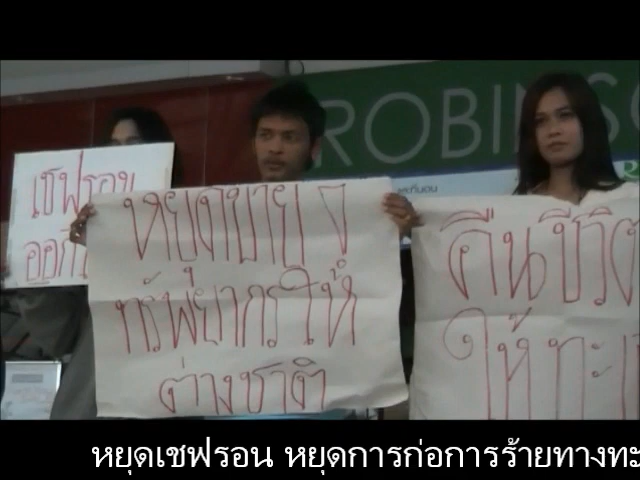 ROBINSO
เชฟรอน
ออกไ
หยุดขาย
ทรัพยากรให้
ต่างชาติ
คืนชีวิต
ให้ทะเ
หยุดเชฟรอน หยุดการก่อการร้ายทางทะ